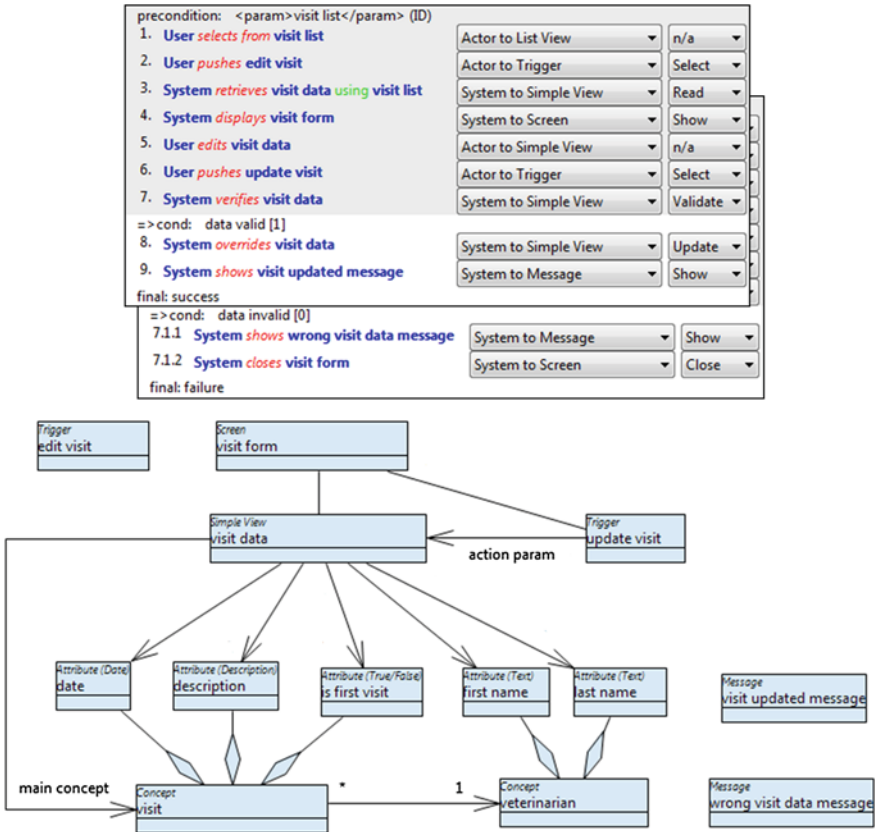 precondition: <param>visit list</param> (ID)
1. User selects from visit list Actor to List View n/a
2. User pushes edit visit Actor to Trigger Select
3. System retrieves visit data using visit list System to Simple View Read
4. System displays visit form System to Screen Show
5. User edits visit data Actor to Simple View n/a
6. User pushes update visit Actor to Trigger Select
7. System verifies visit data System to Simple View Validate
=>cond: data valid [1]
8. System overrides visit data System to Simple View Update
9. System shows visit updated message System to Message Show
final: success
=>cond: data invalid [0]
7.1.1 System shows wrong visit data message System to Message Show
7.1.2 System closes visit form System to Screen Close
final: failure
Trigger
edit visit
Screen
visit form
Simple View
visit data
Trigger
update visit
action param
Attribute (Date)
date
Attribute (Description)
description
Attribute (True/False)
is first visit
Attribute (Text)
first name
Attribute (Text)
last name
Message
visit updated message
main concept
Concept
visit
*
1
Concept
veterinarian
Message
wrong visit data message